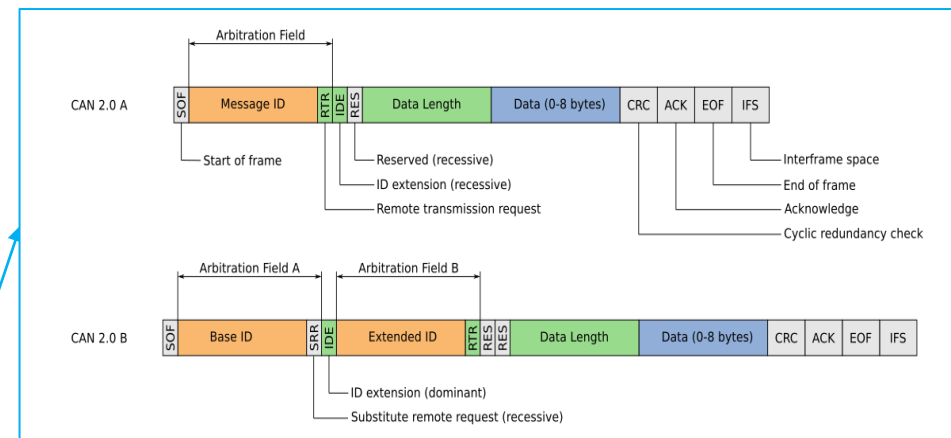 Arbitration Field
CAN 2.0 A
SOF
Message ID
RTR
IDE
RES
Data Length
Data (0-8 bytes)
CRC
ACK
EOF
IFS
Start of frame
Reserved (recessive)
ID extension (recessive)
Remote transmission request
Interframe space
End of frame
Acknowledge
Cyclic redundancy check
Arbitration Field A
Arbitration Field B
CAN 2.0 B
SOF
Base ID
SRR
IDE
Extended ID
RTR
RES
RES
Data Length
Data (0-8 bytes)
CRC
ACK
EOF
IFS
ID extension (dominant)
Substitute remote request (recessive)